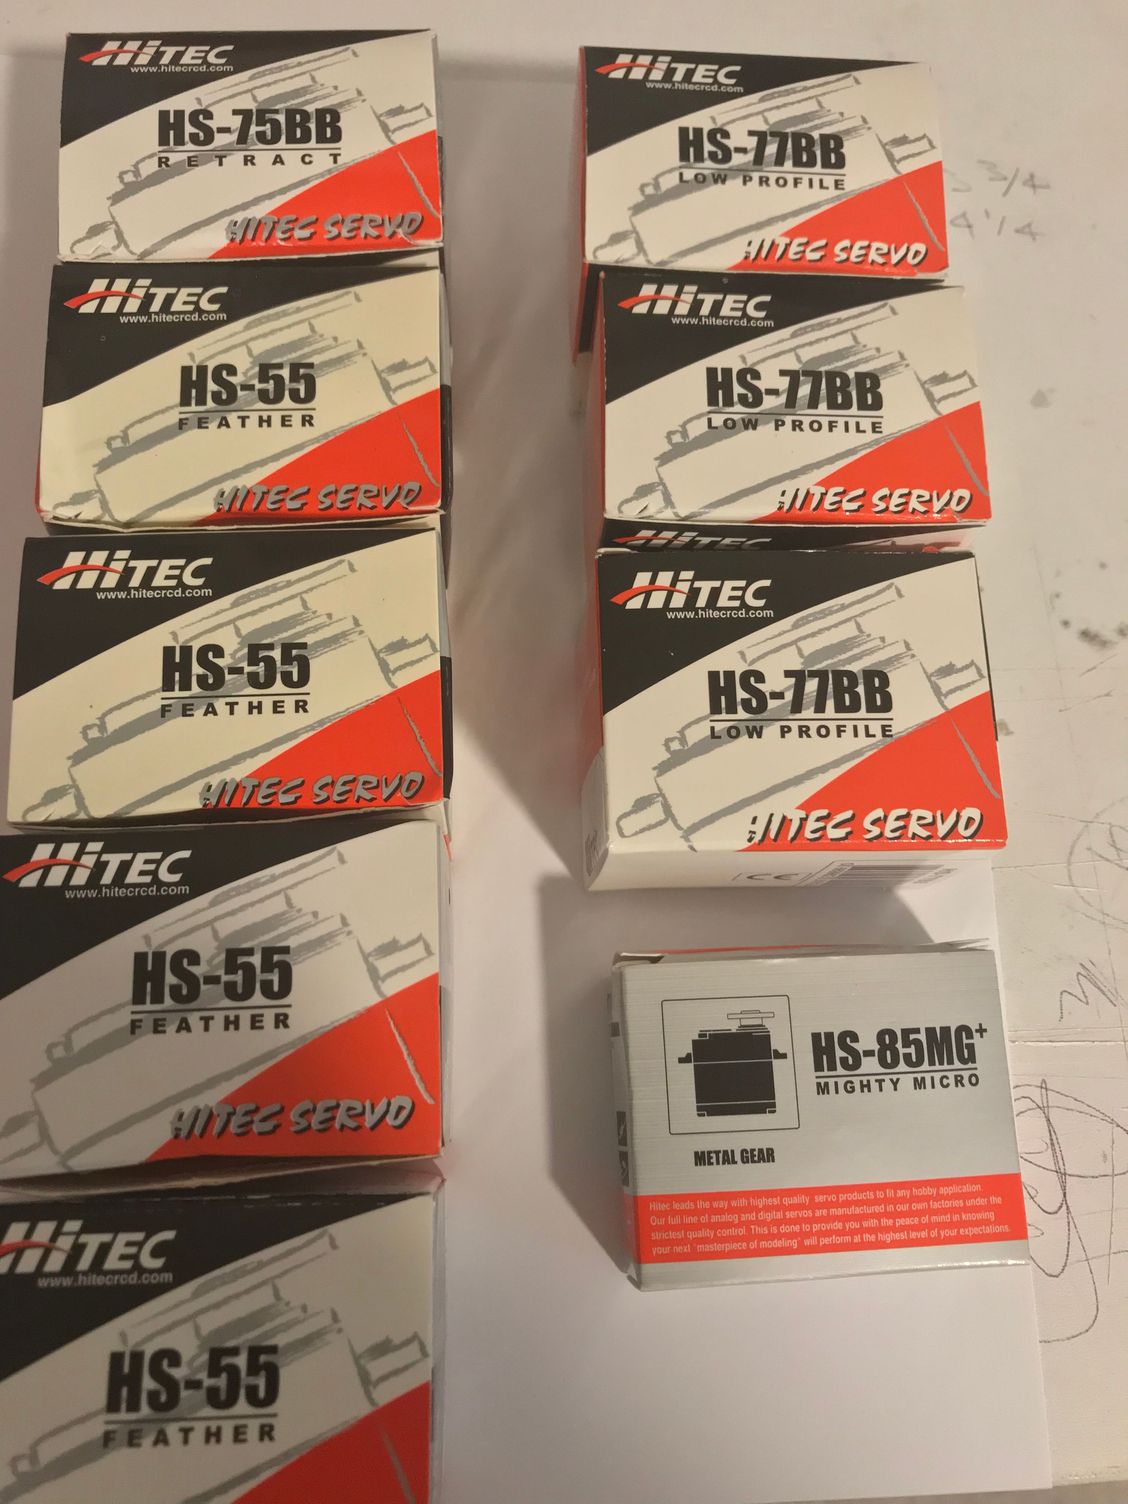 HiTEC
www.hitecrcd.com
HS-75BB
RETRACT
HITEC SERVO
HiTEC
www.hitecrcd.com
HS-55
FEATHER
HITEC SERVO
HiTEC
www.hitecrcd.com
HS-55
FEATHER
HITEC SERVO
HiTEC
www.hitecrcd.com
HS-55
FEATHER
HITEC SERVO
HiTEC
www.hitecrcd.com
HS-55
FEATHER
HiTEC
www.hitecrcd.com
HS-77BB
LOW PROFILE
HITEC SERVO
HiTEC
www.hitecrcd.com
HS-77BB
LOW PROFILE
HITEC SERVO
HiTEC
HiTEC
www.hitecrcd.com
HS-77BB
LOW PROFILE
HITEC SERVO
CE
HS-85MG+
MIGHTY MICRO
METAL GEAR
Hitec leads the way with highest quality servo products to fit any hobby application.
Our full line of analog and digital servos are manufactured in our own factories under the
strictest quality control. This is done to provide you with the peace of mind in knowing
your next "masterpiece of modeling" will perform at the highest level of your expectations.
3/4